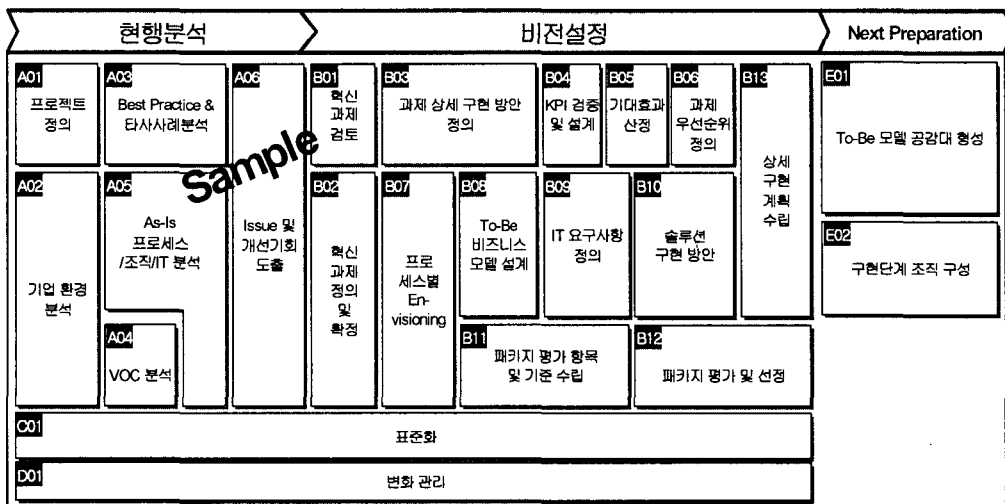 현행분석
비전설정
Next Preparation
A01
프로젝트
정의
A03
Best Practice &
타사사례분석
A06
Issue 및
개선기회
도출
B01
혁신
과제
검토
B03
과제 상세 구현 방안
정의
B04
KPI 검증
및 설계
B05
기대효과
산정
B06
과제
우선순위
정의
B13
상세
구현
계획
수립
E01
To-Be 모델 공감대 형성
Sample
A02
기업 환경
분석
A05
As-Is
프로세스
/조직/IT 분석
B02
혁신
과제
정의
및
확정
B07
프로
세스별
En-
visioning
B08
To-Be
비즈니스
모델 설계
B09
IT 요구사항
정의
B10
솔루션
구현 방안
E02
구현단계 조직 구성
A04
VOC 분석
B11
패키지 평가 항목
및 기준 수립
B12
패키지 평가 및 선정
C01
표준화
D01
변화 관리